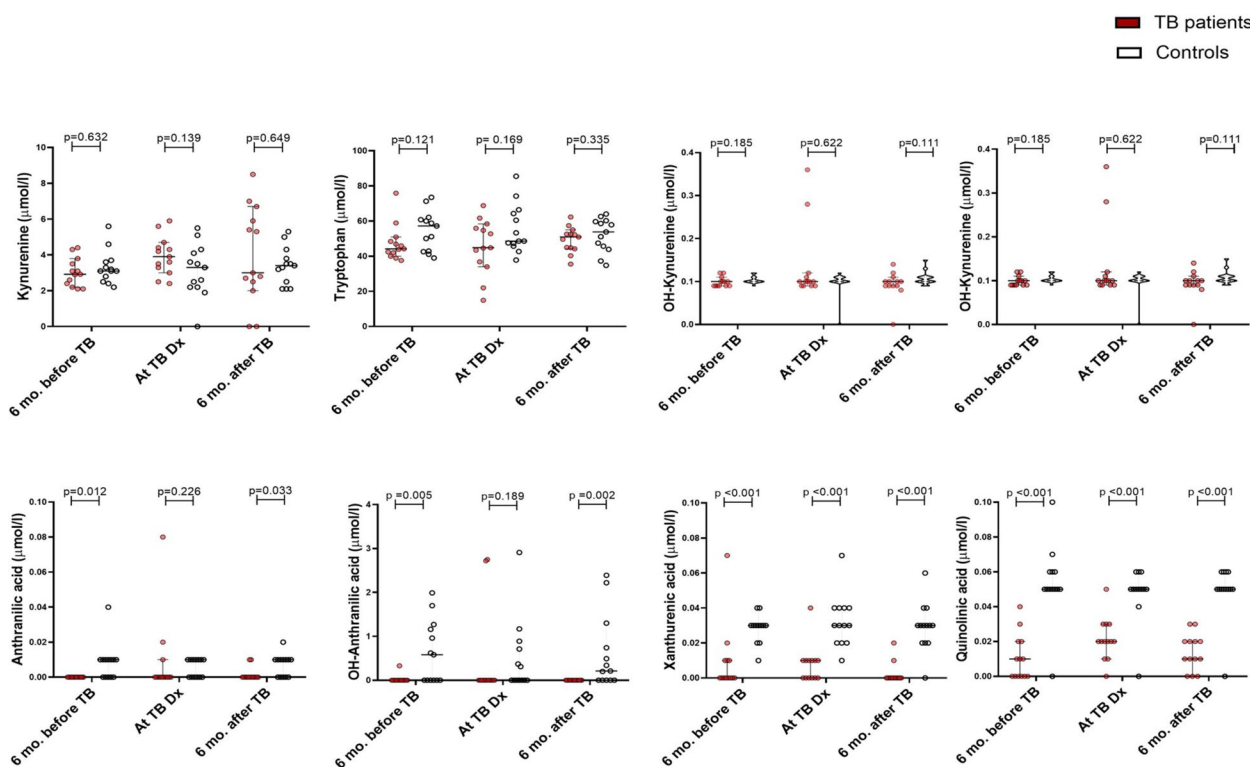 TB patients
Controls
p=0.632
p=0.139
p=0.649
Kynurenine (μmol/l)
10
8
6
4
2
0
6 mo. before TB
At TB Dx
6 mo. after TB
p=0.121
p= 0.169
p=0.335
Tryptophan (μmol/l)
100
80
60
40
20
0
6 mo. before TB
At TB Dx
6 mo. after TB
p=0.185
p=0.622
p=0.111
OH-Kynurenine (μmol/l)
0.4
0.3
0.2
0.1
0.0
6 mo. before TB
At TB Dx
6 mo. after TB
p=0.185
p=0.622
p=0.111
OH-Kynurenine (μmol/l)
0.4
0.3
0.2
0.1
0.0
6 mo. before TB
At TB Dx
6 mo. after TB
p=0.012
p=0.226
p=0.033
Anthranilic acid (μmol/l)
0.10
0.08
0.06
0.04
0.02
0.00
6 mo. before TB
At TB Dx
6 mo. after TB
p =0.005
p=0.189
p =0.002
OH-Anthranilic acid (μmol/l)
4
3
2
1
0
6 mo. before TB
At TB Dx
6 mo. after TB
p <0.001
p <0.001
p <0.001
Xanthurenic acid (μmol/l)
0.10
0.08
0.06
0.04
0.02
0.00
6 mo. before TB
At TB Dx
6 mo. after TB
p <0.001
p <0.001
p <0.001
Quinolinic acid (μmol/l)
0.10
0.08
0.06
0.04
0.02
0.00
6 mo. before TB
At TB Dx
6 mo. after TB